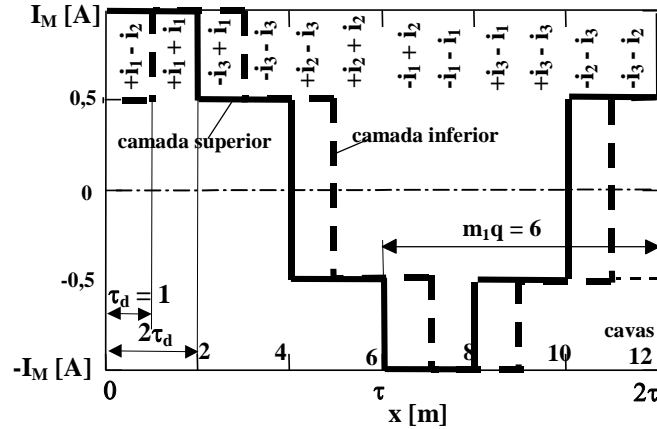 I_M [A]
+i₁ - i₂
+i₁ + i₁
-i₃ + i₁
-i₃ - i₃
+i₂ - i₃
+i₂ + i₂
-i₁ + i₂
-i₁ - i₁
+i₃ - i₁
+i₃ - i₃
-i₂ - i₃
-i₃ - i₂
0,5
camada superior
camada inferior
0
m₁q = 6
-0,5
τ_d = 1
2τ_d
cavas
2
4
6
8
10
12
-I_M [A]
0
τ
2τ
x [m]